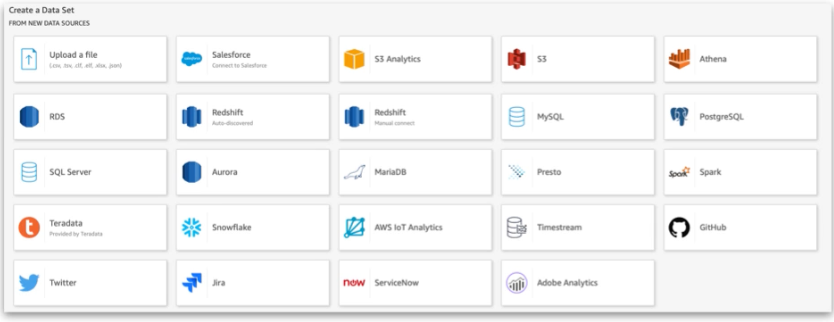 Create a Data Set
FROM NEW DATA SOURCES
Upload a file
(.csv, .tsv, .clf, .elf, .xlsx, .json)
Salesforce
Connect to Salesforce
S3 Analytics
S3
Athena
RDS
Redshift
Auto-discovered
Redshift
Manual connect
MySQL
PostgreSQL
SQL Server
Aurora
MariaDB
Presto
Spark
Spark
Teradata
Provided by Teradata
Snowflake
AWS IoT Analytics
Timestream
GitHub
Twitter
Jira
now
ServiceNow
Adobe Analytics